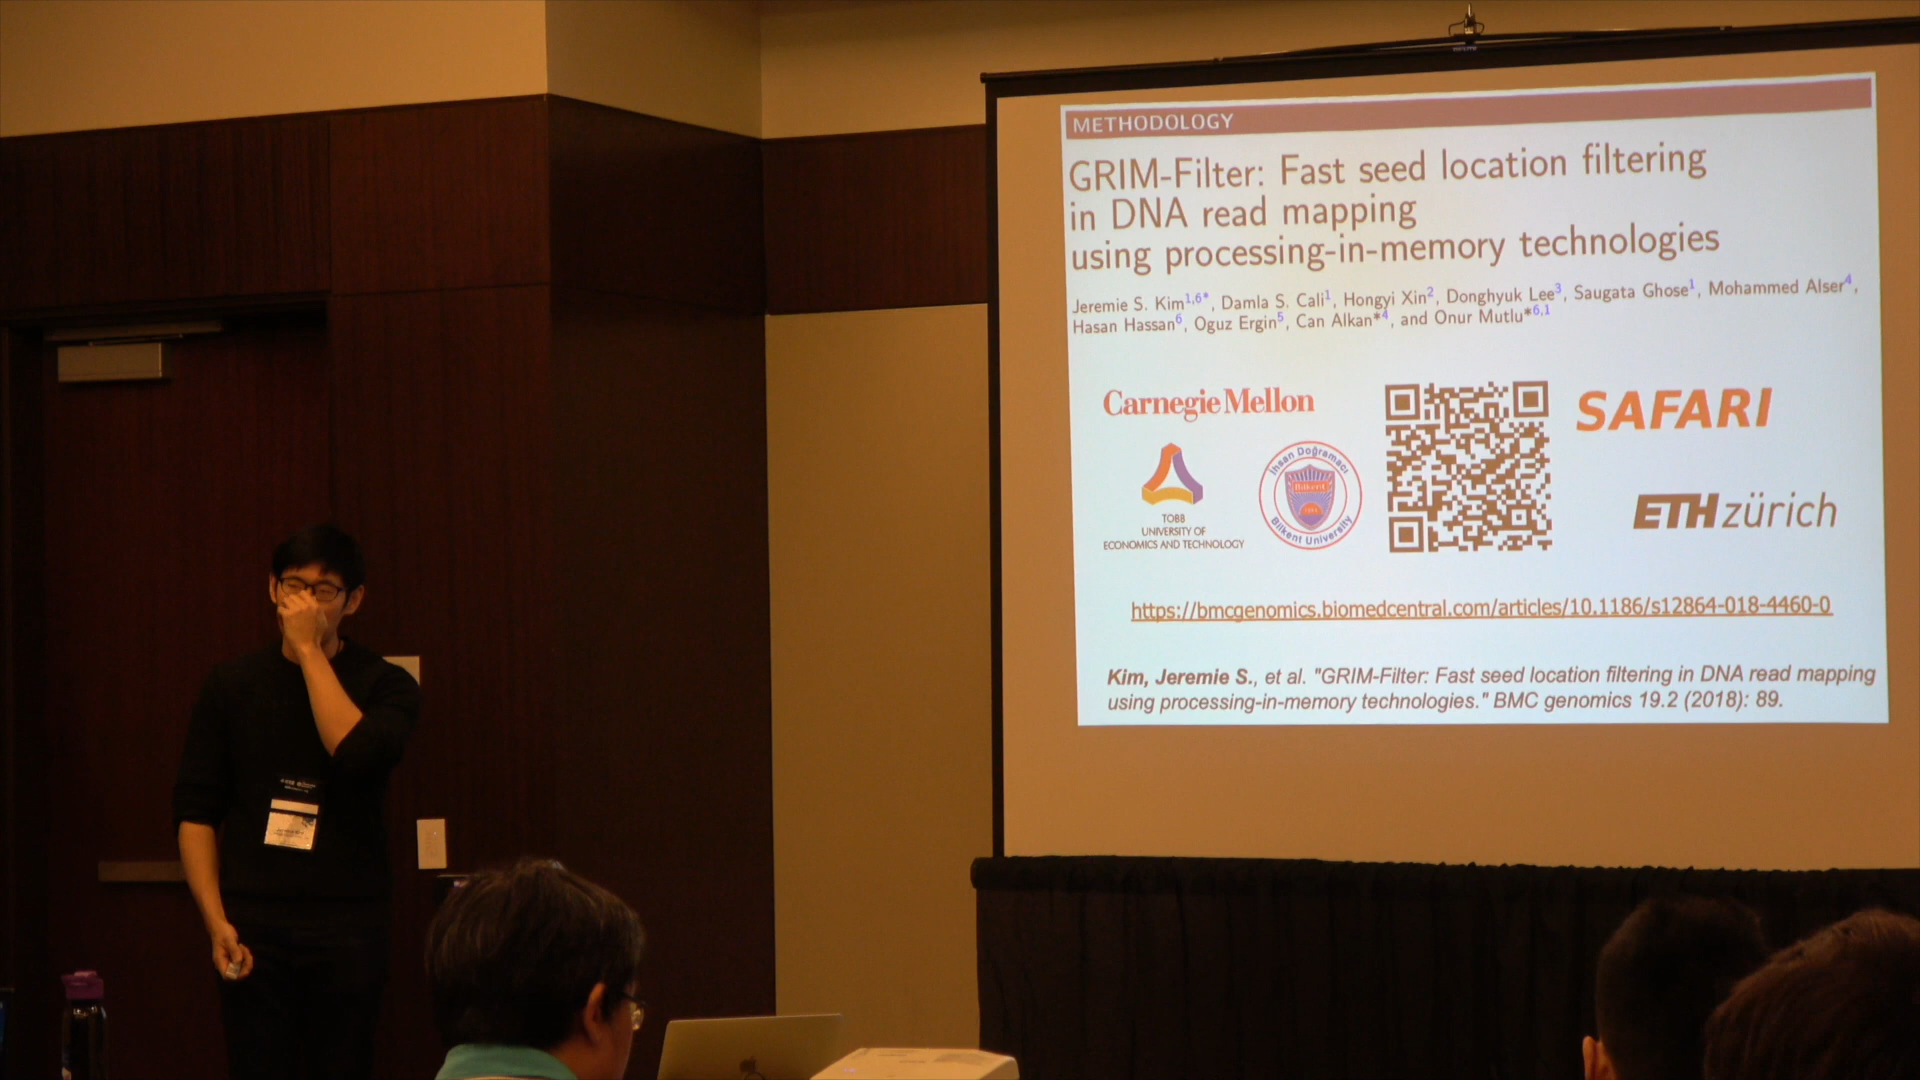 METHODOLOGY
GRIM-Filter: Fast seed location filtering
in DNA read mapping
using processing-in-memory technologies
Jeremie S. Kim1,6*, Damla S. Cali1, Hongyi Xin2, Donghyuk Lee3, Saugata Ghose1, Mohammed Alser4,
Hasan Hassan6, Oguz Ergin5, Can Alkan*4, and Onur Mutlu*6,1
Carnegie Mellon
SAFARI
TOBB
UNIVERSITY OF
ECONOMICS AND TECHNOLOGY
İhsan Doğramacı
Bilkent
Bilkent University
ETH zürich
https://bmcgenomics.biomedcentral.com/articles/10.1186/s12864-018-4460-0
Kim, Jeremie S., et al. "GRIM-Filter: Fast seed location filtering in DNA read mapping
using processing-in-memory technologies." BMC genomics 19.2 (2018): 89.